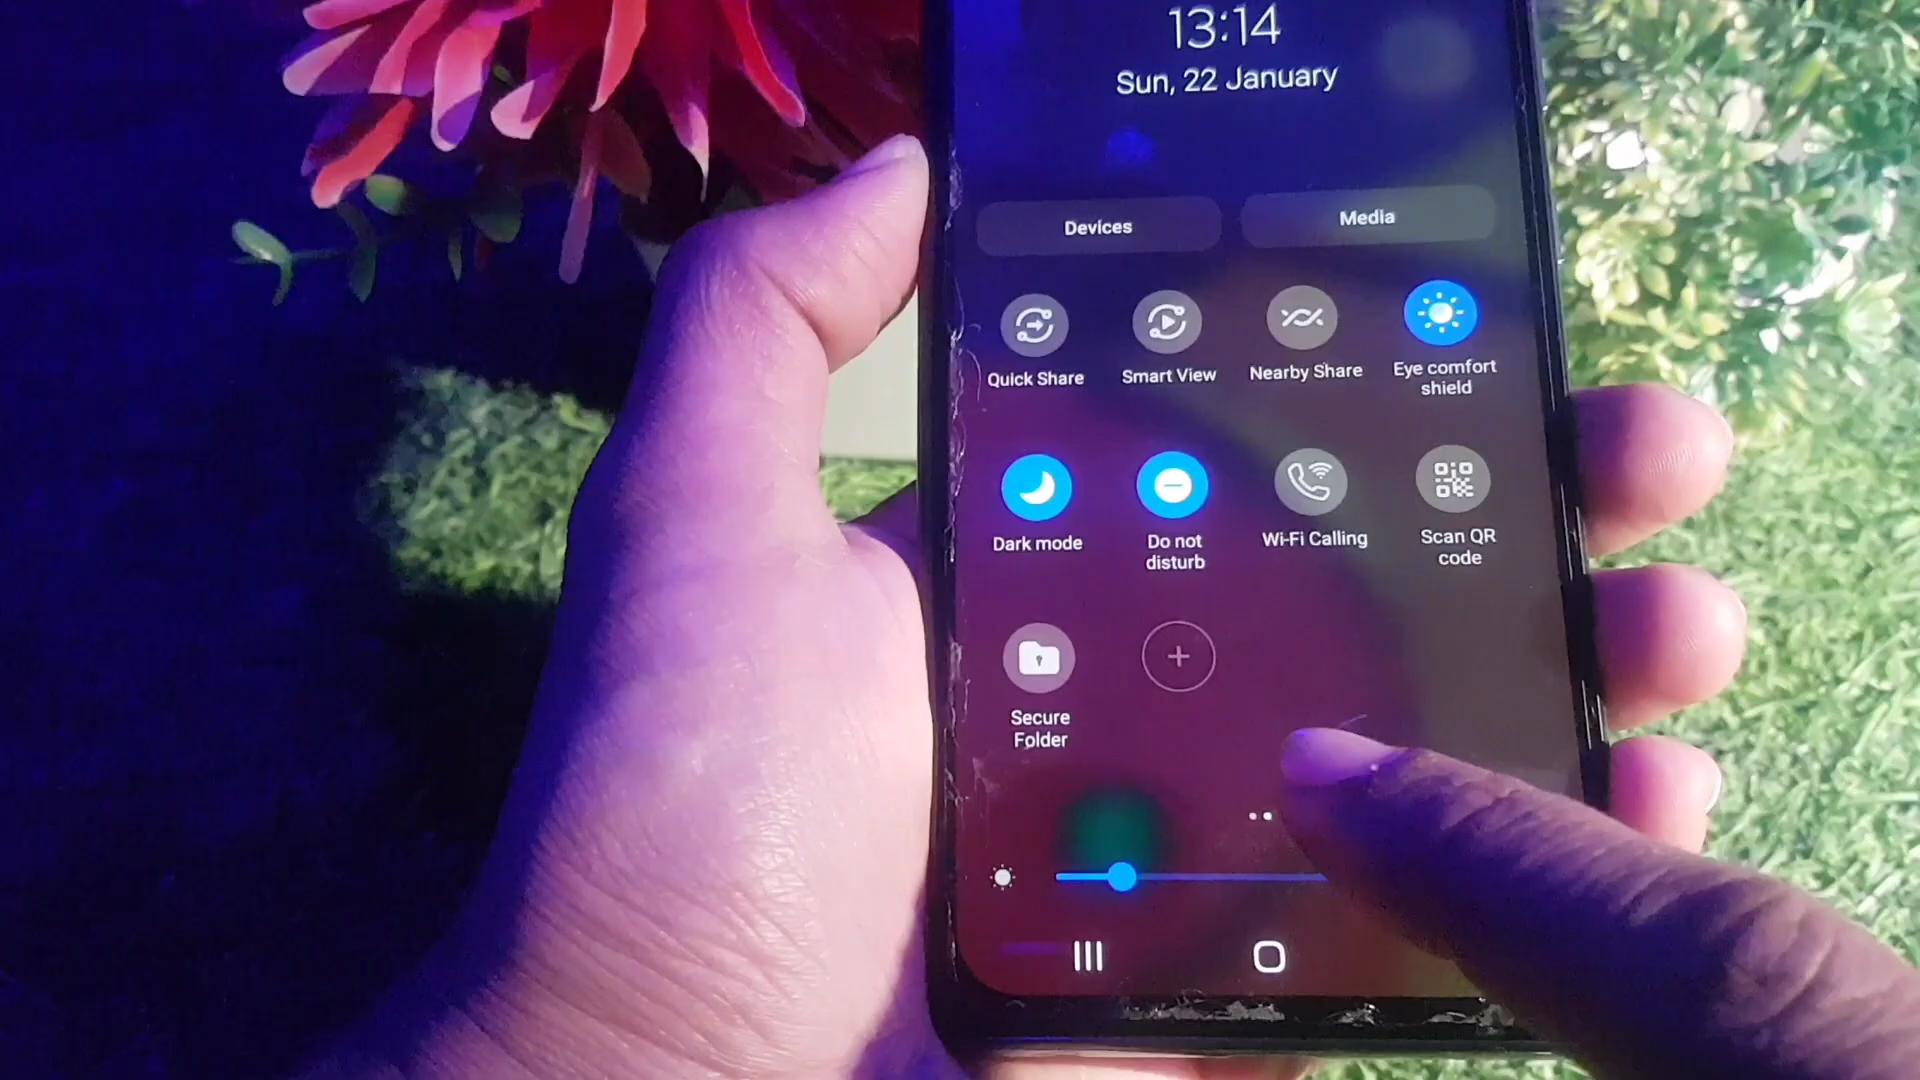 13:14
Sun, 22 January
Devices
Media
Quick Share
Smart View
Nearby Share
Eye comfort
shield
Dark mode
Do not
disturb
Wi-Fi Calling
Scan QR
code
Secure
Folder